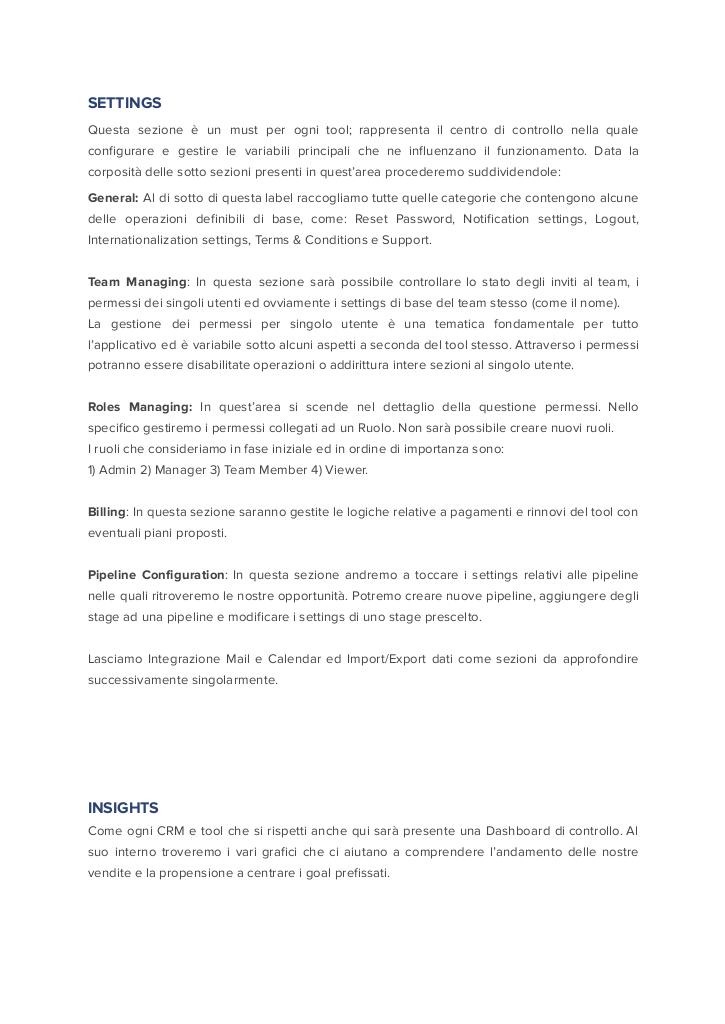 SETTINGS
Questa sezione è un must per ogni tool; rappresenta il centro di controllo nella quale
configurare e gestire le variabili principali che ne influenzano il funzionamento. Data la
corposità delle sotto sezioni presenti in quest'area procederemo suddividendole:
General: Al di sotto di questa label raccogliamo tutte quelle categorie che contengono alcune
delle operazioni definibili di base, come: Reset Password, Notification settings, Logout,
Internationalization settings, Terms & Conditions e Support.
Team Managing: In questa sezione sarà possibile controllare lo stato degli inviti al team, i
permessi dei singoli utenti ed ovviamente i settings di base del team stesso (come il nome).
La gestione dei permessi per singolo utente è una tematica fondamentale per tutto
l'applicativo ed è variabile sotto alcuni aspetti a seconda del tool stesso. Attraverso i permessi
potranno essere disabilitate operazioni o addirittura intere sezioni al singolo utente.
Roles Managing: In quest'area si scende nel dettaglio della questione permessi. Nello
specifico gestiremo i permessi collegati ad un Ruolo. Non sarà possibile creare nuovi ruoli.
I ruoli che consideriamo in fase iniziale ed in ordine di importanza sono:
1) Admin 2) Manager 3) Team Member 4) Viewer.
Billing: In questa sezione saranno gestite le logiche relative a pagamenti e rinnovi del tool con
eventuali piani proposti.
Pipeline Configuration: In questa sezione andremo a toccare i settings relativi alle pipeline
nelle quali ritroveremo le nostre opportunità. Potremo creare nuove pipeline, aggiungere degli
stage ad una pipeline e modificare i settings di uno stage prescelto.
Lasciamo Integrazione Mail e Calendar ed Import/Export dati come sezioni da approfondire
successivamente singolarmente.
INSIGHTS
Come ogni CRM e tool che si rispetti anche qui sarà presente una Dashboard di controllo. Al
suo interno troveremo i vari grafici che ci aiutano a comprendere l'andamento delle nostre
vendite e la propensione a centrare i goal prefissati.